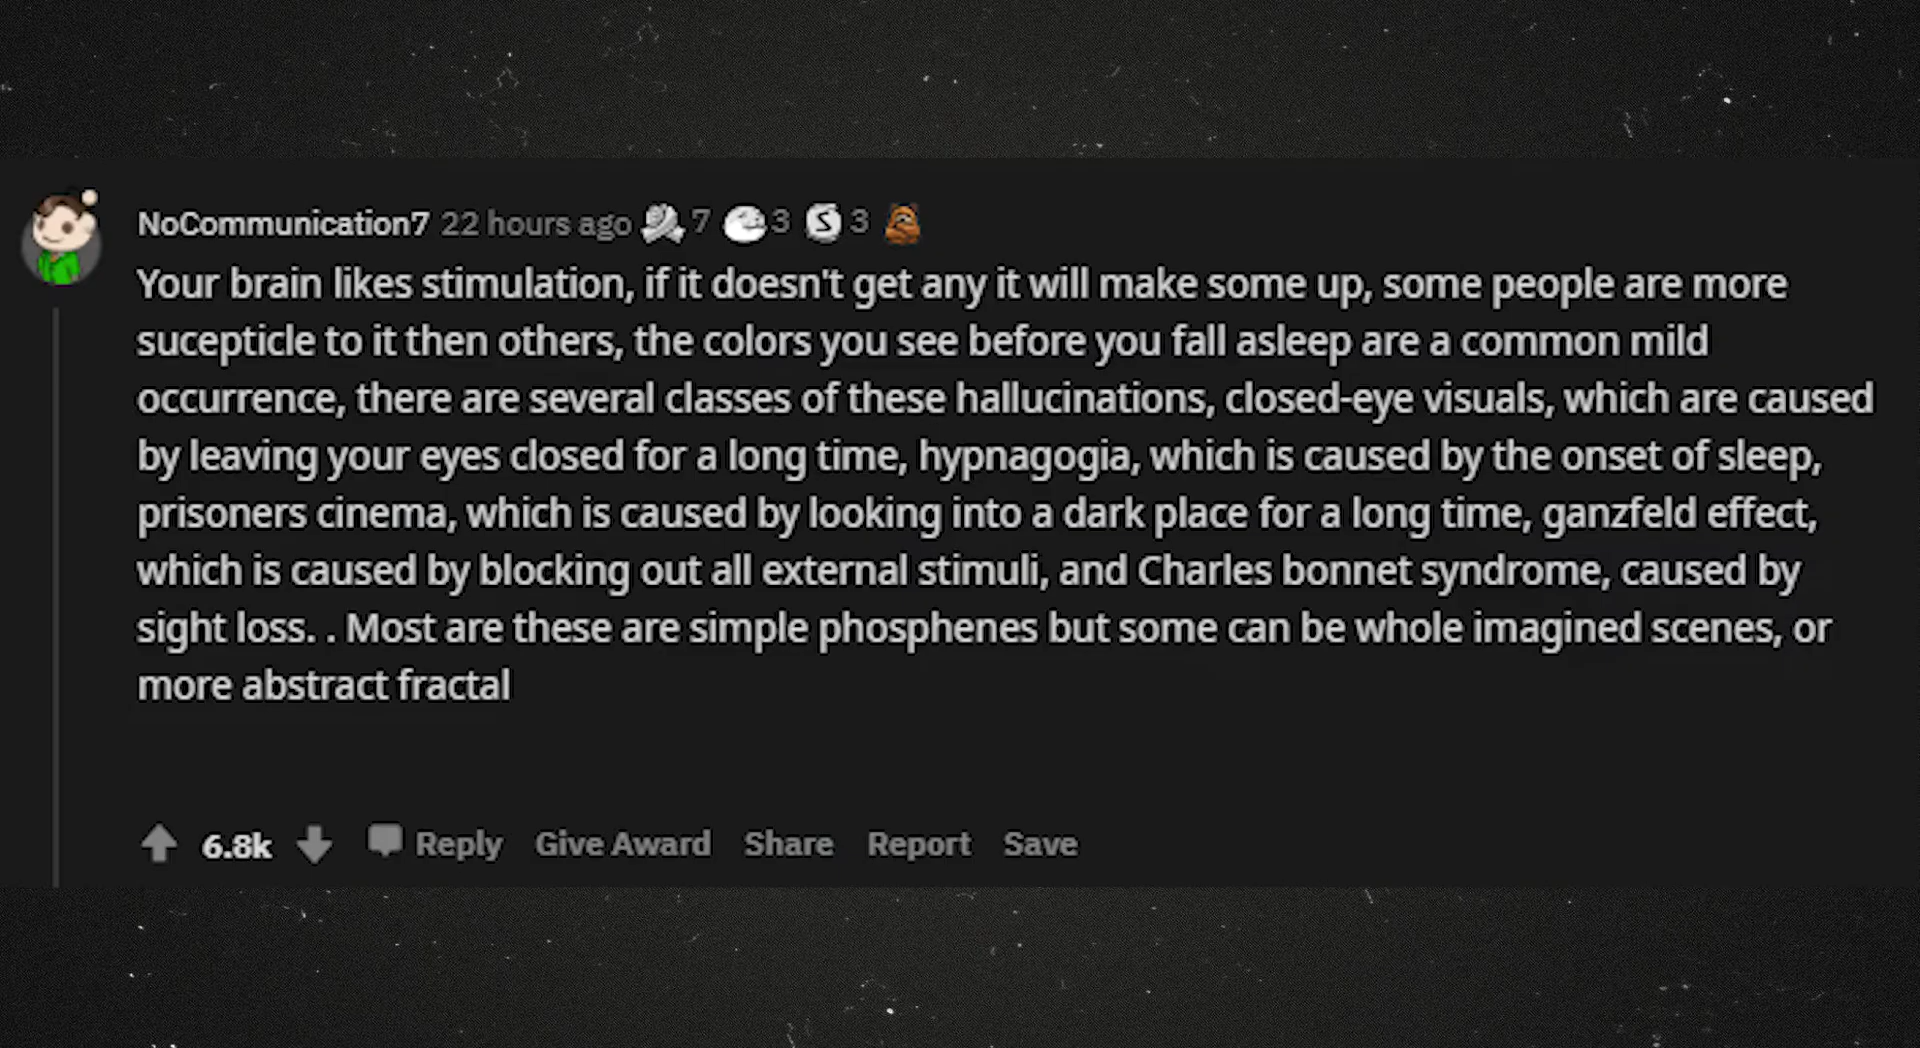 NoCommunication7 22 hours ago 7 3 S 3
Your brain likes stimulation, if it doesn't get any it will make some up, some people are more
sucepticle to it then others, the colors you see before you fall asleep are a common mild
occurrence, there are several classes of these hallucinations, closed-eye visuals, which are caused
by leaving your eyes closed for a long time, hypnagogia, which is caused by the onset of sleep,
prisoners cinema, which is caused by looking into a dark place for a long time, ganzfeld effect,
which is caused by blocking out all external stimuli, and Charles bonnet syndrome, caused by
sight loss. . Most are these are simple phosphenes but some can be whole imagined scenes, or
more abstract fractal
6.8k Reply Give Award Share Report Save